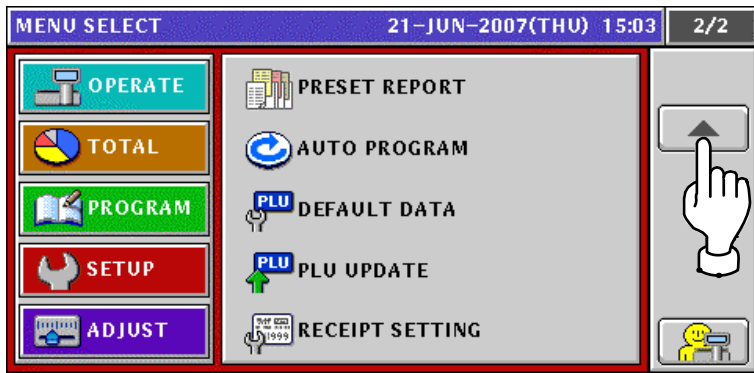 MENU SELECT 21-JUN-2007(THU) 15:03 2/2
OPERATE
TOTAL
PROGRAM
SETUP
ADJUST
PRESET REPORT
AUTO PROGRAM
PLU DEFAULT DATA
PLU PLU UPDATE
1999 RECEIPT SETTING